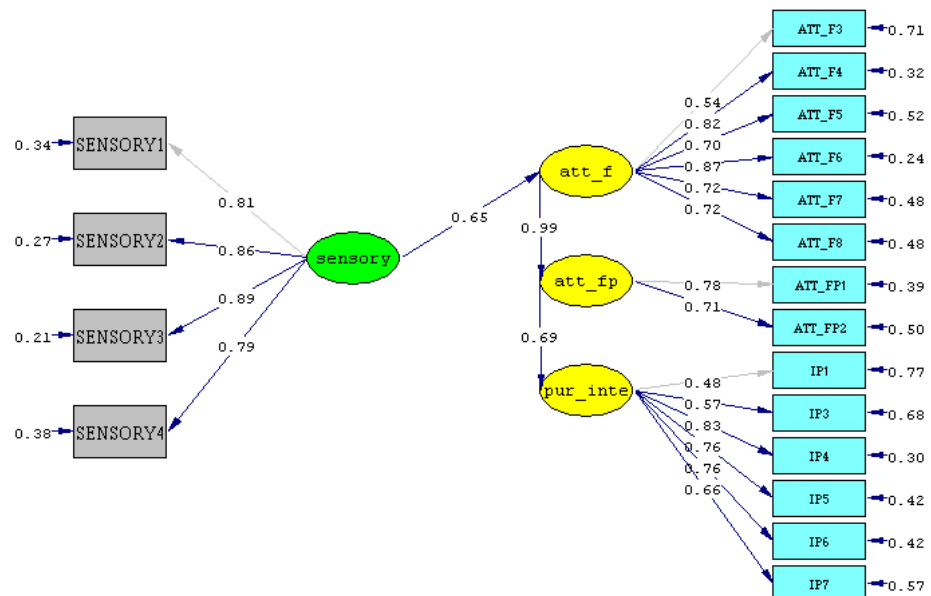 ATT_F3
0.71
ATT_F4
0.32
0.54
0.82
ATT_F5
0.52
0.34
SENSORY1
0.70
0.87
ATT_F6
0.24
att_f
0.72
ATT_F7
0.48
0.81
0.65
0.72
0.99
ATT_F8
0.48
0.27
SENSORY2
0.86
sensory
att_fp
0.78
ATT_FP1
0.39
0.89
0.71
0.21
SENSORY3
ATT_FP2
0.50
0.79
0.69
IP1
0.77
pur_inte
0.48
0.57
IP3
0.68
0.38
SENSORY4
0.83
0.76
IP4
0.30
0.76
0.66
IP5
0.42
IP6
0.42
IP7
0.57